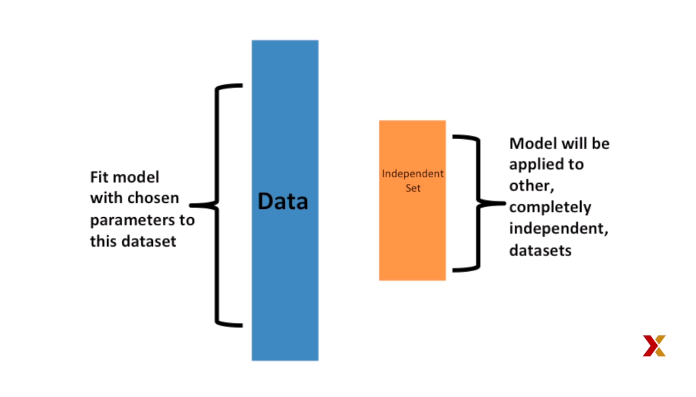 Fit model
with chosen
parameters to
this dataset
Data
Independent
Set
Model will be
applied to
other,
completely
independent,
datasets